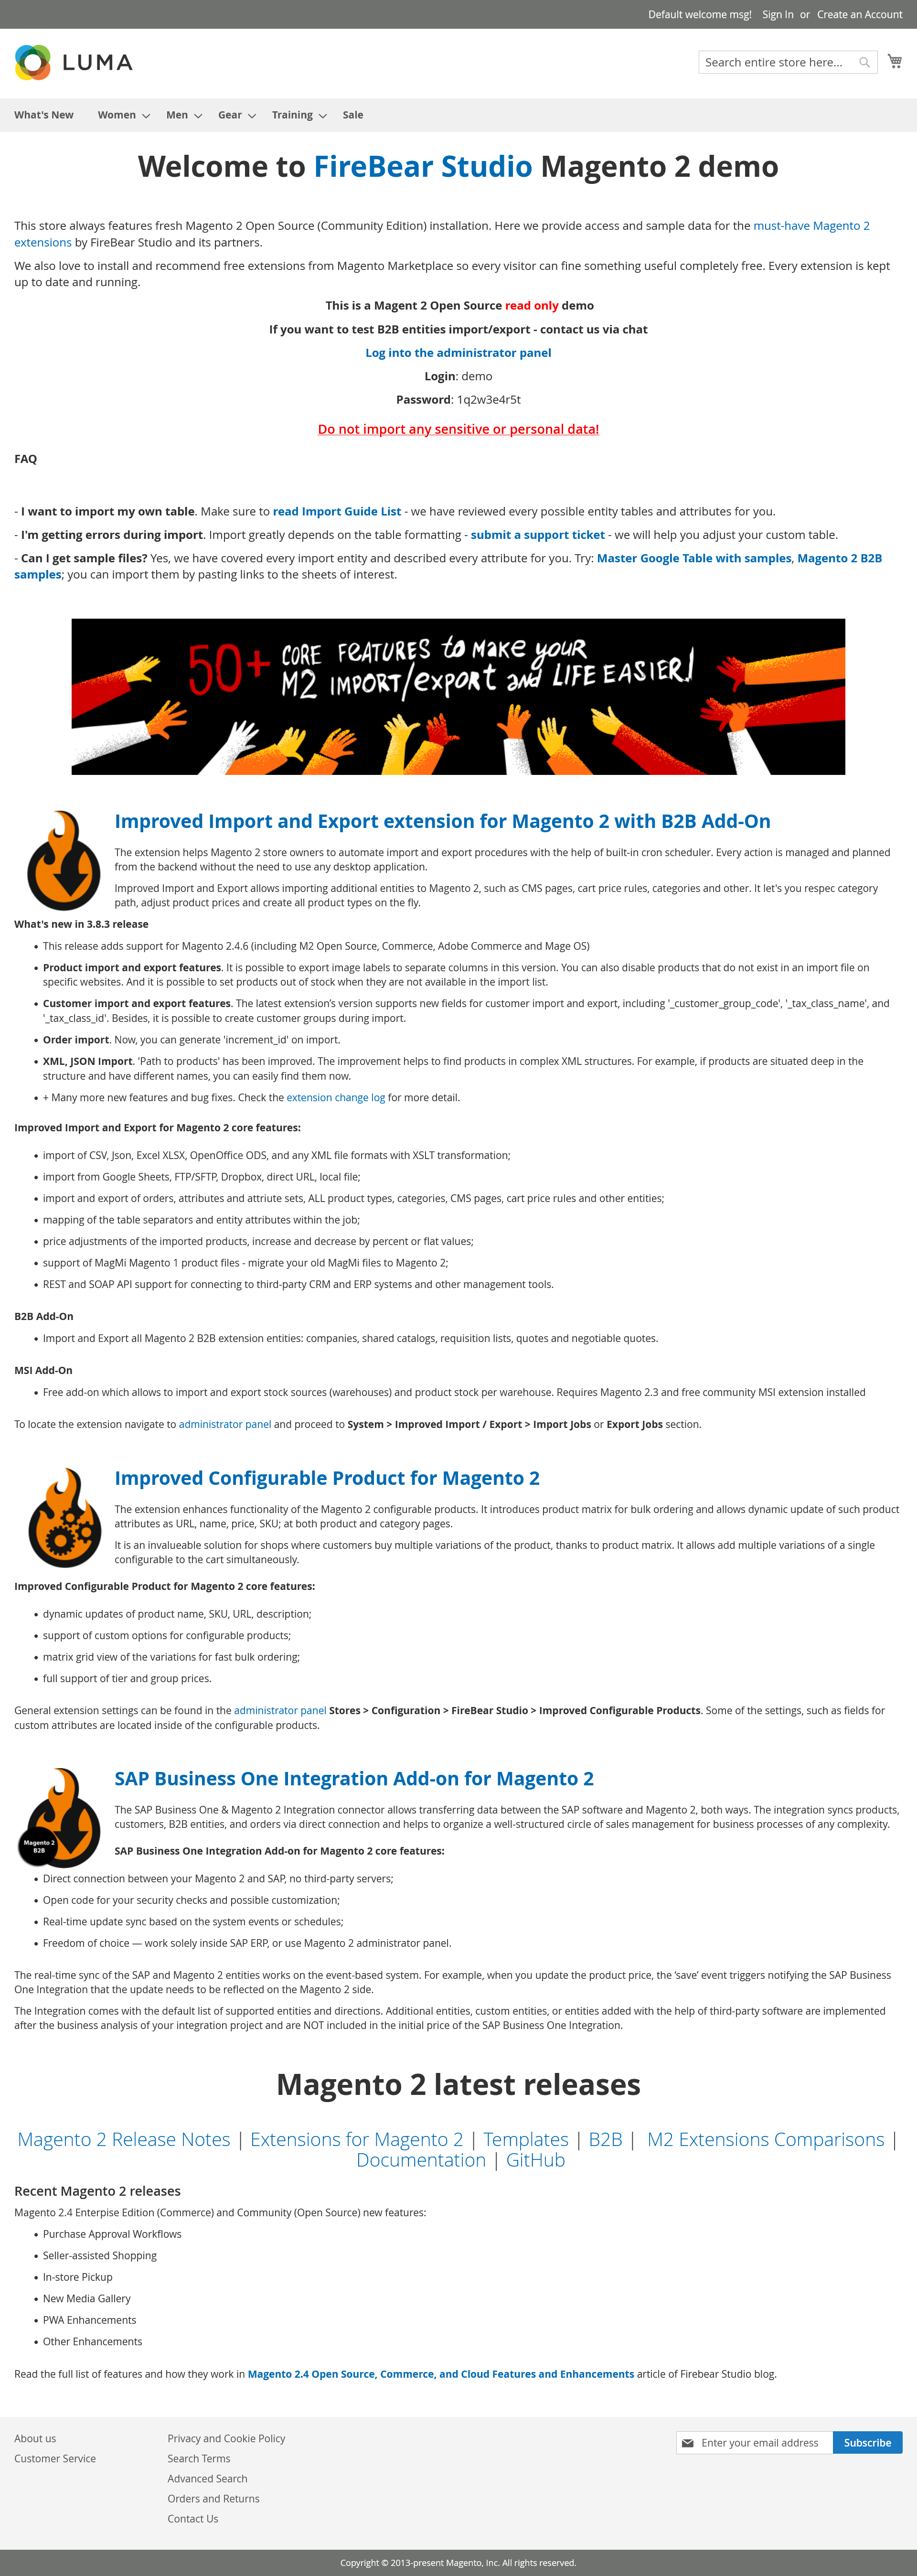 Default welcome msg! Sign In or Create an Account
LUMA
Search entire store here...
What's New Women Men Gear Training Sale
Welcome to FireBear Studio Magento 2 demo
This store always features fresh Magento 2 Open Source (Community Edition) installation. Here we provide access and sample data for the must-have Magento 2
extensions by FireBear Studio and its partners.
We also love to install and recommend free extensions from Magento Marketplace so every visitor can fine something useful completely free. Every extension is kept
up to date and running.
This is a Magent 2 Open Source read only demo
If you want to test B2B entities import/export - contact us via chat
Log into the administrator panel
Login: demo
Password: 1q2w3e4r5t
Do not import any sensitive or personal data!
FAQ
- I want to import my own table. Make sure to read Import Guide List - we have reviewed every possible entity tables and attributes for you.
- I'm getting errors during import. Import greatly depends on the table formatting - submit a support ticket - we will help you adjust your custom table.
- Can I get sample files? Yes, we have covered every import entity and described every attribute for you. Try: Master Google Table with samples, Magento 2 B2B
samples; you can import them by pasting links to the sheets of interest.
50+ CORE FEATURES to make your
M2 IMPORT/export and LIFE EASIER!
Improved Import and Export extension for Magento 2 with B2B Add-On
The extension helps Magento 2 store owners to automate import and export procedures with the help of built-in cron scheduler. Every action is managed and planned
from the backend without the need to use any desktop application.
Improved Import and Export allows importing additional entities to Magento 2, such as CMS pages, cart price rules, categories and other. It let's you respec category
path, adjust product prices and create all product types on the fly.
What's new in 3.8.3 release
• This release adds support for Magento 2.4.6 (including M2 Open Source, Commerce, Adobe Commerce and Mage OS)
• Product import and export features. It is possible to export image labels to separate columns in this version. You can also disable products that do not exist in an import file on
specific websites. And it is possible to set products out of stock when they are not available in the import list.
• Customer import and export features. The latest extension's version supports new fields for customer import and export, including '_customer_group_code', '_tax_class_name', and
'_tax_class_id'. Besides, it is possible to create customer groups during import.
• Order import. Now, you can generate 'increment_id' on import.
• XML, JSON Import. 'Path to products' has been improved. The improvement helps to find products in complex XML structures. For example, if products are situated deep in the
structure and have different names, you can easily find them now.
• + Many more new features and bug fixes. Check the extension change log for more detail.
Improved Import and Export for Magento 2 core features:
• import of CSV, Json, Excel XLSX, OpenOffice ODS, and any XML file formats with XSLT transformation;
• import from Google Sheets, FTP/SFTP, Dropbox, direct URL, local file;
• import and export of orders, attributes and attriute sets, ALL product types, categories, CMS pages, cart price rules and other entities;
• mapping of the table separators and entity attributes within the job;
• price adjustments of the imported products, increase and decrease by percent or flat values;
• support of MagMi Magento 1 product files - migrate your old MagMi files to Magento 2;
• REST and SOAP API support for connecting to third-party CRM and ERP systems and other management tools.
B2B Add-On
• Import and Export all Magento 2 B2B extension entities: companies, shared catalogs, requisition lists, quotes and negotiable quotes.
MSI Add-On
• Free add-on which allows to import and export stock sources (warehouses) and product stock per warehouse. Requires Magento 2.3 and free community MSI extension installed
To locate the extension navigate to administrator panel and proceed to System > Improved Import / Export > Import Jobs or Export Jobs section.
Improved Configurable Product for Magento 2
The extension enhances functionality of the Magento 2 configurable products. It introduces product matrix for bulk ordering and allows dynamic update of such product
attributes as URL, name, price, SKU; at both product and category pages.
It is an invalueable solution for shops where customers buy multiple variations of the product, thanks to product matrix. It allows add multiple variations of a single
configurable to the cart simultaneously.
Improved Configurable Product for Magento 2 core features:
• dynamic updates of product name, SKU, URL, description;
• support of custom options for configurable products;
• matrix grid view of the variations for fast bulk ordering;
• full support of tier and group prices.
General extension settings can be found in the administrator panel Stores > Configuration > FireBear Studio > Improved Configurable Products. Some of the settings, such as fields for
custom attributes are located inside of the configurable products.
Magento 2
B2B
SAP Business One Integration Add-on for Magento 2
The SAP Business One & Magento 2 Integration connector allows transferring data between the SAP software and Magento 2, both ways. The integration syncs products,
customers, B2B entities, and orders via direct connection and helps to organize a well-structured circle of sales management for business processes of any complexity.
SAP Business One Integration Add-on for Magento 2 core features:
• Direct connection between your Magento 2 and SAP, no third-party servers;
• Open code for your security checks and possible customization;
• Real-time update sync based on the system events or schedules;
• Freedom of choice — work solely inside SAP ERP, or use Magento 2 administrator panel.
The real-time sync of the SAP and Magento 2 entities works on the event-based system. For example, when you update the product price, the ‘save’ event triggers notifying the SAP Business
One Integration that the update needs to be reflected on the Magento 2 side.
The Integration comes with the default list of supported entities and directions. Additional entities, custom entities, or entities added with the help of third-party software are implemented
after the business analysis of your integration project and are NOT included in the initial price of the SAP Business One Integration.
Magento 2 latest releases
Magento 2 Release Notes | Extensions for Magento 2 | Templates | B2B | M2 Extensions Comparisons |
Documentation | GitHub
Recent Magento 2 releases
Magento 2.4 Enterpise Edition (Commerce) and Community (Open Source) new features:
• Purchase Approval Workflows
• Seller-assisted Shopping
• In-store Pickup
• New Media Gallery
• PWA Enhancements
• Other Enhancements
Read the full list of features and how they work in Magento 2.4 Open Source, Commerce, and Cloud Features and Enhancements article of Firebear Studio blog.
About us
Customer Service
Privacy and Cookie Policy
Search Terms
Advanced Search
Orders and Returns
Contact Us
Enter your email address Subscribe
Copyright © 2013-present Magento, Inc. All rights reserved.